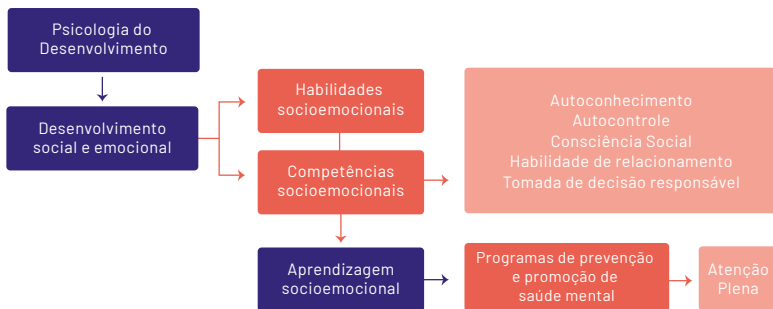 Psicologia do
Desenvolvimento
Desenvolvimento
social e emocional
Habilidades
socioemocionais
Competências
socioemocionais
Autoconhecimento
Autocontrole
Consciência Social
Habilidade de relacionamento
Tomada de decisão responsável
Aprendizagem
socioemocional
Programas de prevenção
e promoção de
saúde mental
Atenção
Plena